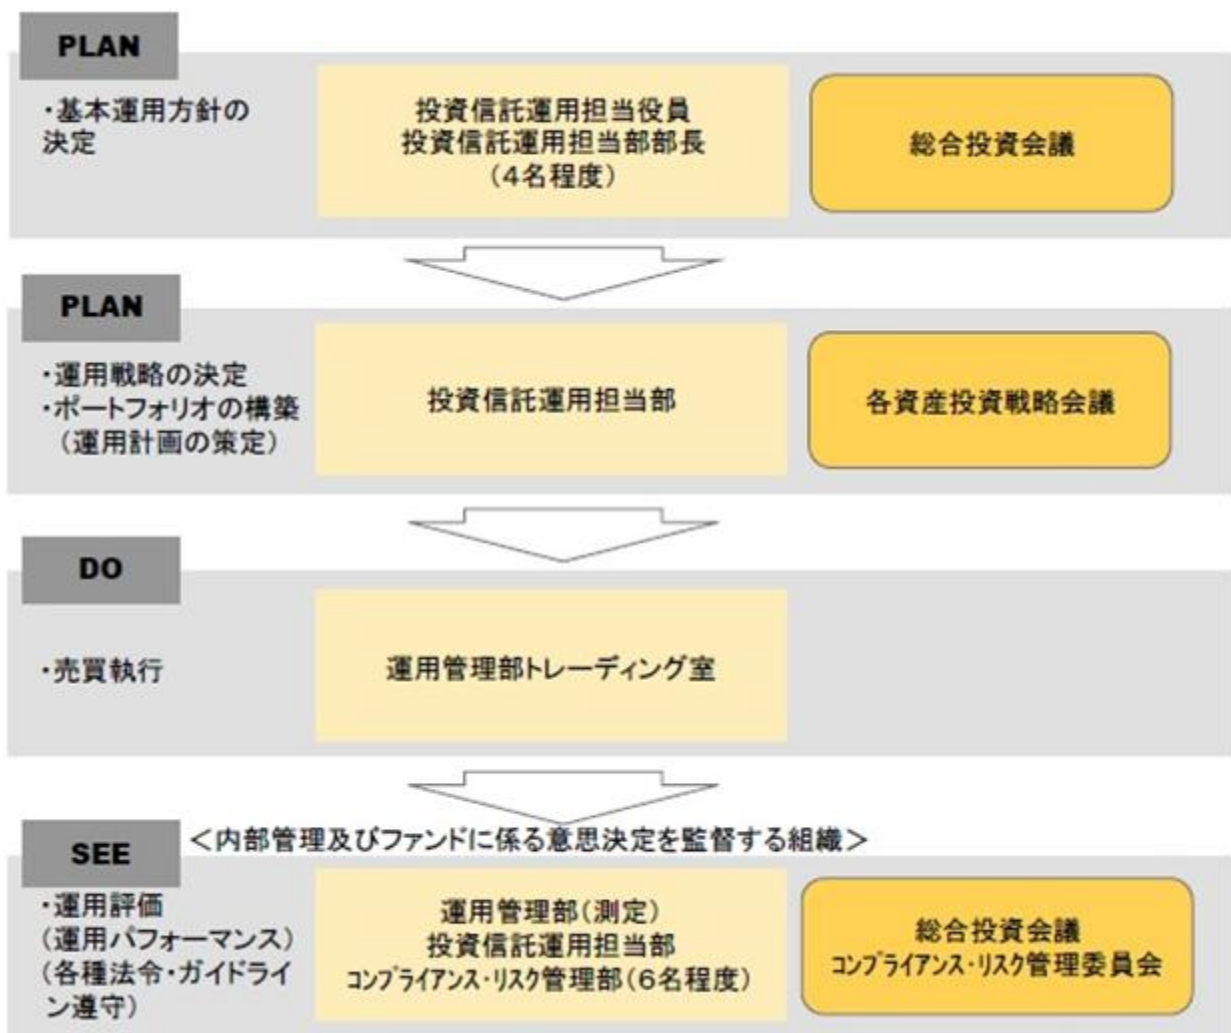 PLAN
・基本運用方針の
決定
投資信託運用担当役員
投資信託運用担当部部長
(4名程度)
総合投資会議
PLAN
・運用戦略の決定
・ポートフォリオの構築
(運用計画の策定)
投資信託運用担当部
各資産投資戦略会議
DO
・売買執行
運用管理部トレーディング室
SEE
＜内部管理及びファンドに係る意思決定を監督する組織＞
・運用評価
(運用パフォーマンス)
(各種法令・ガイドライ
ン遵守)
運用管理部(測定)
投資信託運用担当部
コンプライアンス・リスク管理部(6名程度)
総合投資会議
コンプライアンス・リスク管理委員会